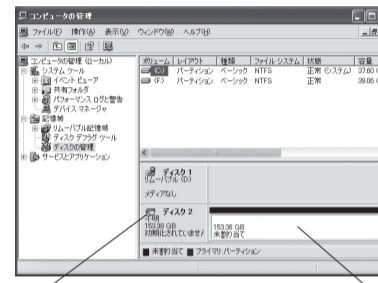 コンピュータの管理
ファイル(F) 操作(A) 表示(V) ウィンドウ(W) ヘルプ(H)
コンピュータの管理 (ローカル)
システム ツール
イベント ビューア
共有フォルダ
パフォーマンス ログと警告
デバイス マネージャ
記憶域
リムーバブル記憶域
ディスク デフラグ ツール
ディスクの管理
サービスとアプリケーション
ボリューム レイアウト 種類 ファイル システム 状態 容量
(C:) パーティション ベーシック NTFS 正常 (システム) 37.60
(F:) パーティション ベーシック NTFS 正常 39.06
ディスク 1
リムーバブル (D:)
メディアなし
ディスク 2
不明
153.38 GB
初期化されていませ
153.38 GB
未割り当て
未割り当て プライマリ パーティション